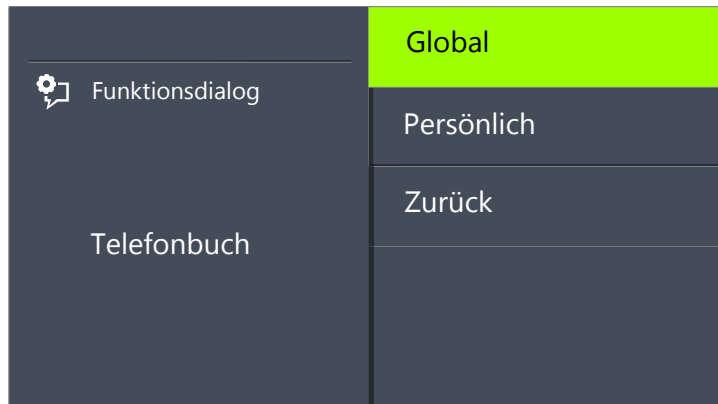 Funktionsdialog
Telefonbuch
Global
Persönlich
Zurück